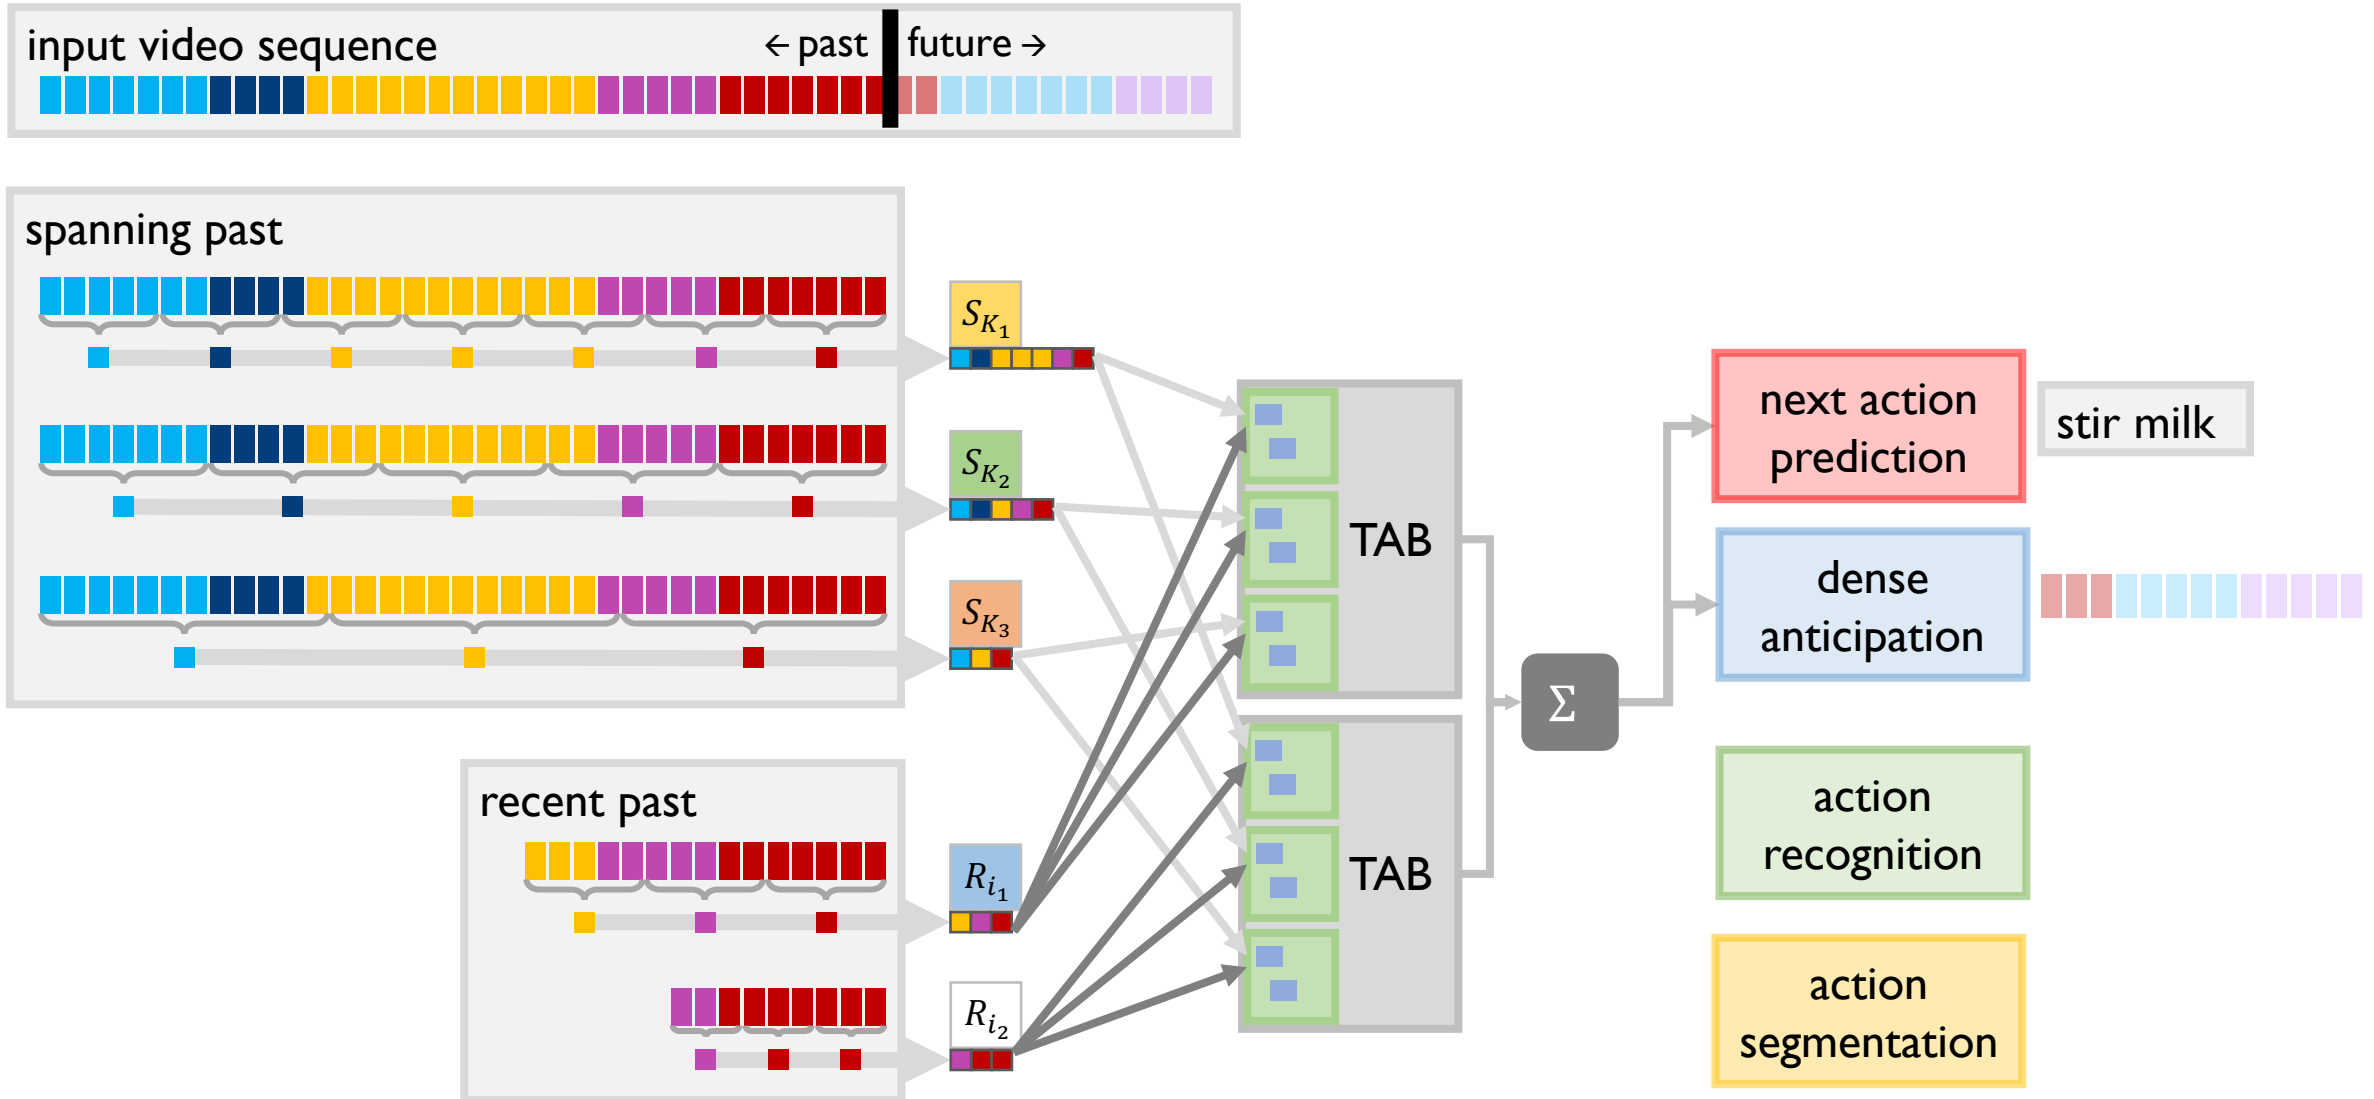 input video sequence
← past
future →
spanning past
S_{K_1}
S_{K_2}
S_{K_3}
recent past
R_{i_1}
R_{i_2}
TAB
TAB
Σ
next action
prediction
stir milk
dense
anticipation
action
recognition
action
segmentation